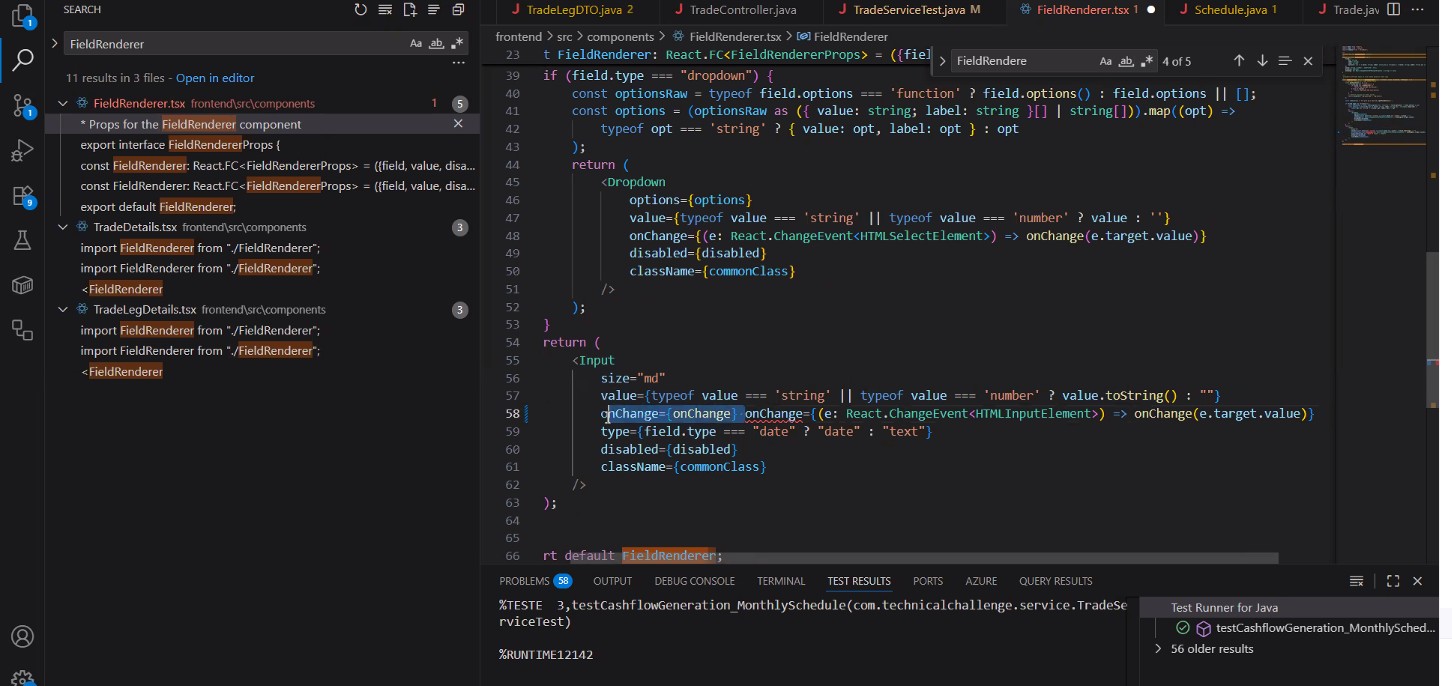 SEARCH
FieldRenderer
Aa ab .*
11 results in 3 files - Open in editor
FieldRenderer.tsx frontend\src\components 1 5
* Props for the FieldRenderer component
export interface FieldRendererProps {
const FieldRenderer: React.FC<FieldRendererProps> = ({field, value, disa...
const FieldRenderer: React.FC<FieldRendererProps> = ({field, value, disa...
export default FieldRenderer;
TradeDetails.tsx frontend\src\components 3
import FieldRenderer from "./FieldRenderer";
import FieldRenderer from "./FieldRenderer";
<FieldRenderer
TradeLegDetails.tsx frontend\src\components 3
import FieldRenderer from "./FieldRenderer";
import FieldRenderer from "./FieldRenderer";
<FieldRenderer
1
1
9
J TradeLegDTO.java 2 J TradeController.java J TradeServiceTest.java M FieldRenderer.tsx 1 J Schedule.java 1 J Trade.jav
frontend > src > components > FieldRenderer.tsx > FieldRenderer
FieldRendere Aa ab .* 4 of 5
23 t FieldRenderer: React.FC<FieldRendererProps> = ({fiel
39 if (field.type === "dropdown") {
40 const optionsRaw = typeof field.options === 'function' ? field.options() : field.options || [];
41 const options = (optionsRaw as ({ value: string; label: string }[] | string[])).map((opt) =>
42 typeof opt === 'string' ? { value: opt, label: opt } : opt
43 );
44 return (
45 <Dropdown
46 options={options}
47 value={typeof value === 'string' || typeof value === 'number' ? value : ''}
48 onChange={(e: React.ChangeEvent<HTMLSelectElement>) => onChange(e.target.value)}
49 disabled={disabled}
50 className={commonClass}
51 />
52 );
53 }
54 return (
55 <Input
56 size="md"
57 value={typeof value === 'string' || typeof value === 'number' ? value.toString() : ""}
58 onChange={onChange} onChange={(e: React.ChangeEvent<HTMLInputElement>) => onChange(e.target.value)}
59 type={field.type === "date" ? "date" : "text"}
60 disabled={disabled}
61 className={commonClass}
62 />
63 );
64
65
66 rt default FieldRenderer;
PROBLEMS 58 OUTPUT DEBUG CONSOLE TERMINAL TEST RESULTS PORTS AZURE QUERY RESULTS
%TESTE 3,testCashflowGeneration_MonthlySchedule(com.technicalchallenge.service.TradeSe
rviceTest)
%RUNTIME12142
Test Runner for Java
testCashflowGeneration_MonthlySched...
56 older results